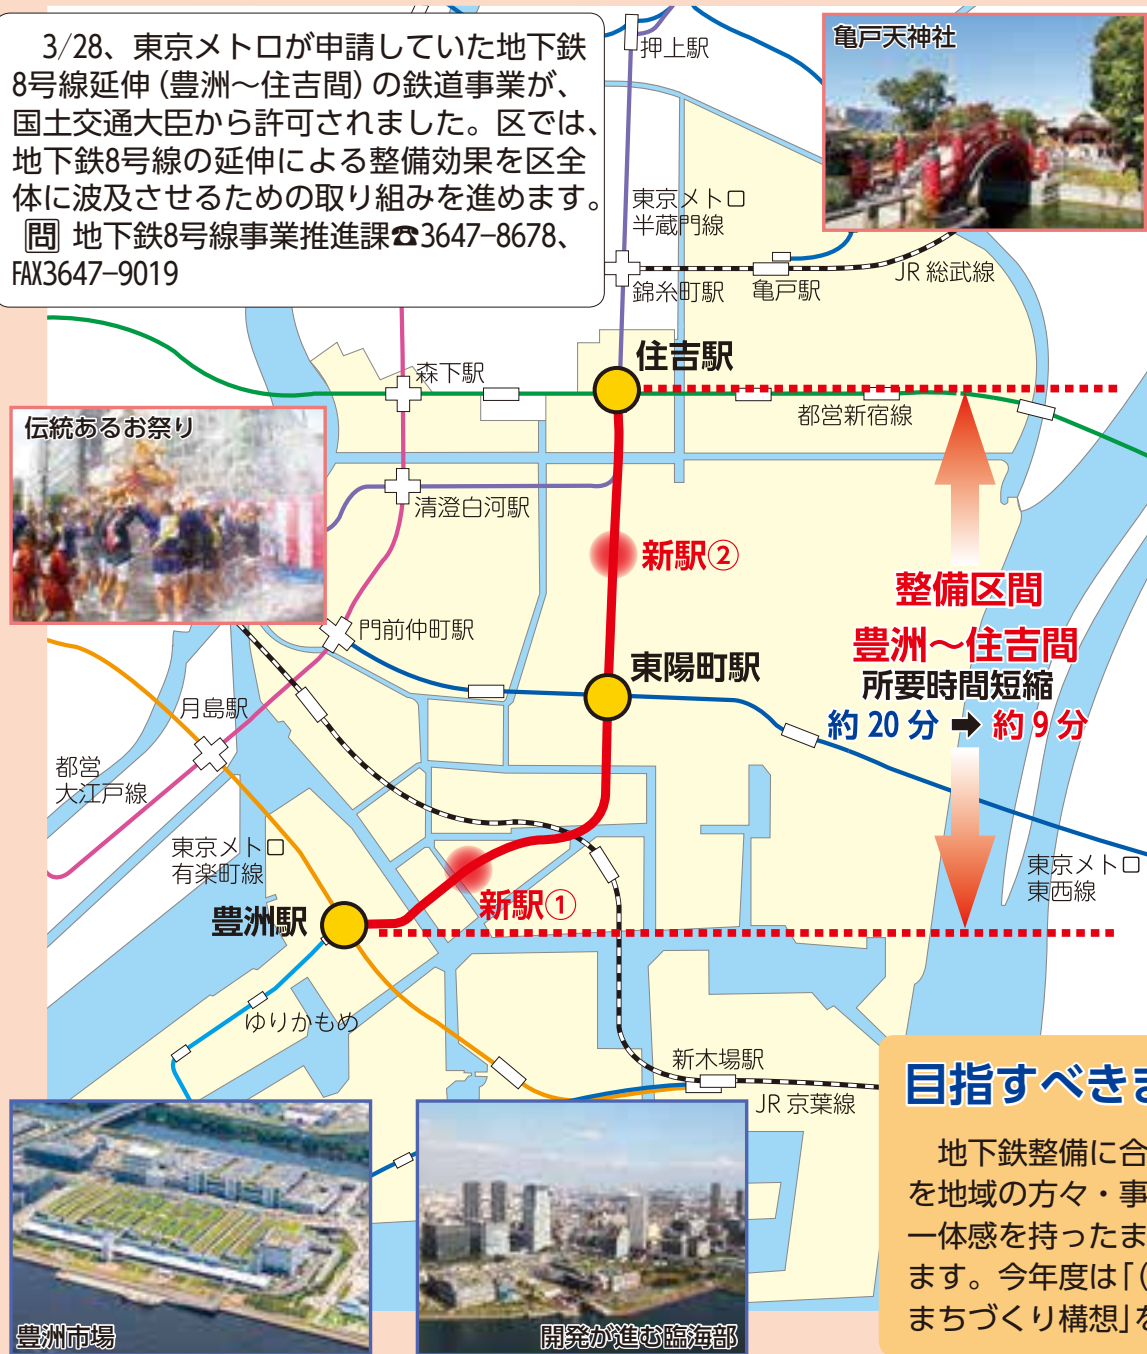 3/28、東京メトロが申請していた地下鉄
8号線延伸(豊洲～住吉間)の鉄道事業が、
国土交通大臣から許可されました。区では、
地下鉄8号線の延伸による整備効果を区全
体に波及させるための取り組みを進めます。
問 地下鉄8号線事業推進課☎3647-8678、
FAX3647-9019
押上駅
亀戸天神社
東京メトロ
半蔵門線
錦糸町駅
亀戸駅
JR 総武線
住吉駅
森下駅
都営新宿線
伝統あるお祭り
清澄白河駅
新駅②
整備区間
豊洲～住吉間
所要時間短縮
約20分➡約9分
門前仲町駅
東陽町駅
月島駅
都営
大江戸線
東京メトロ
有楽町線
東京メトロ
東西線
新駅①
豊洲駅
ゆりかもめ
新木場駅
JR 京葉線
豊洲市場
開発が進む臨海部
目指すべきま
地下鉄整備に合
を地域の方々・事
一体感を持ったま
ます。今年度は「(
まちづくり構想」を